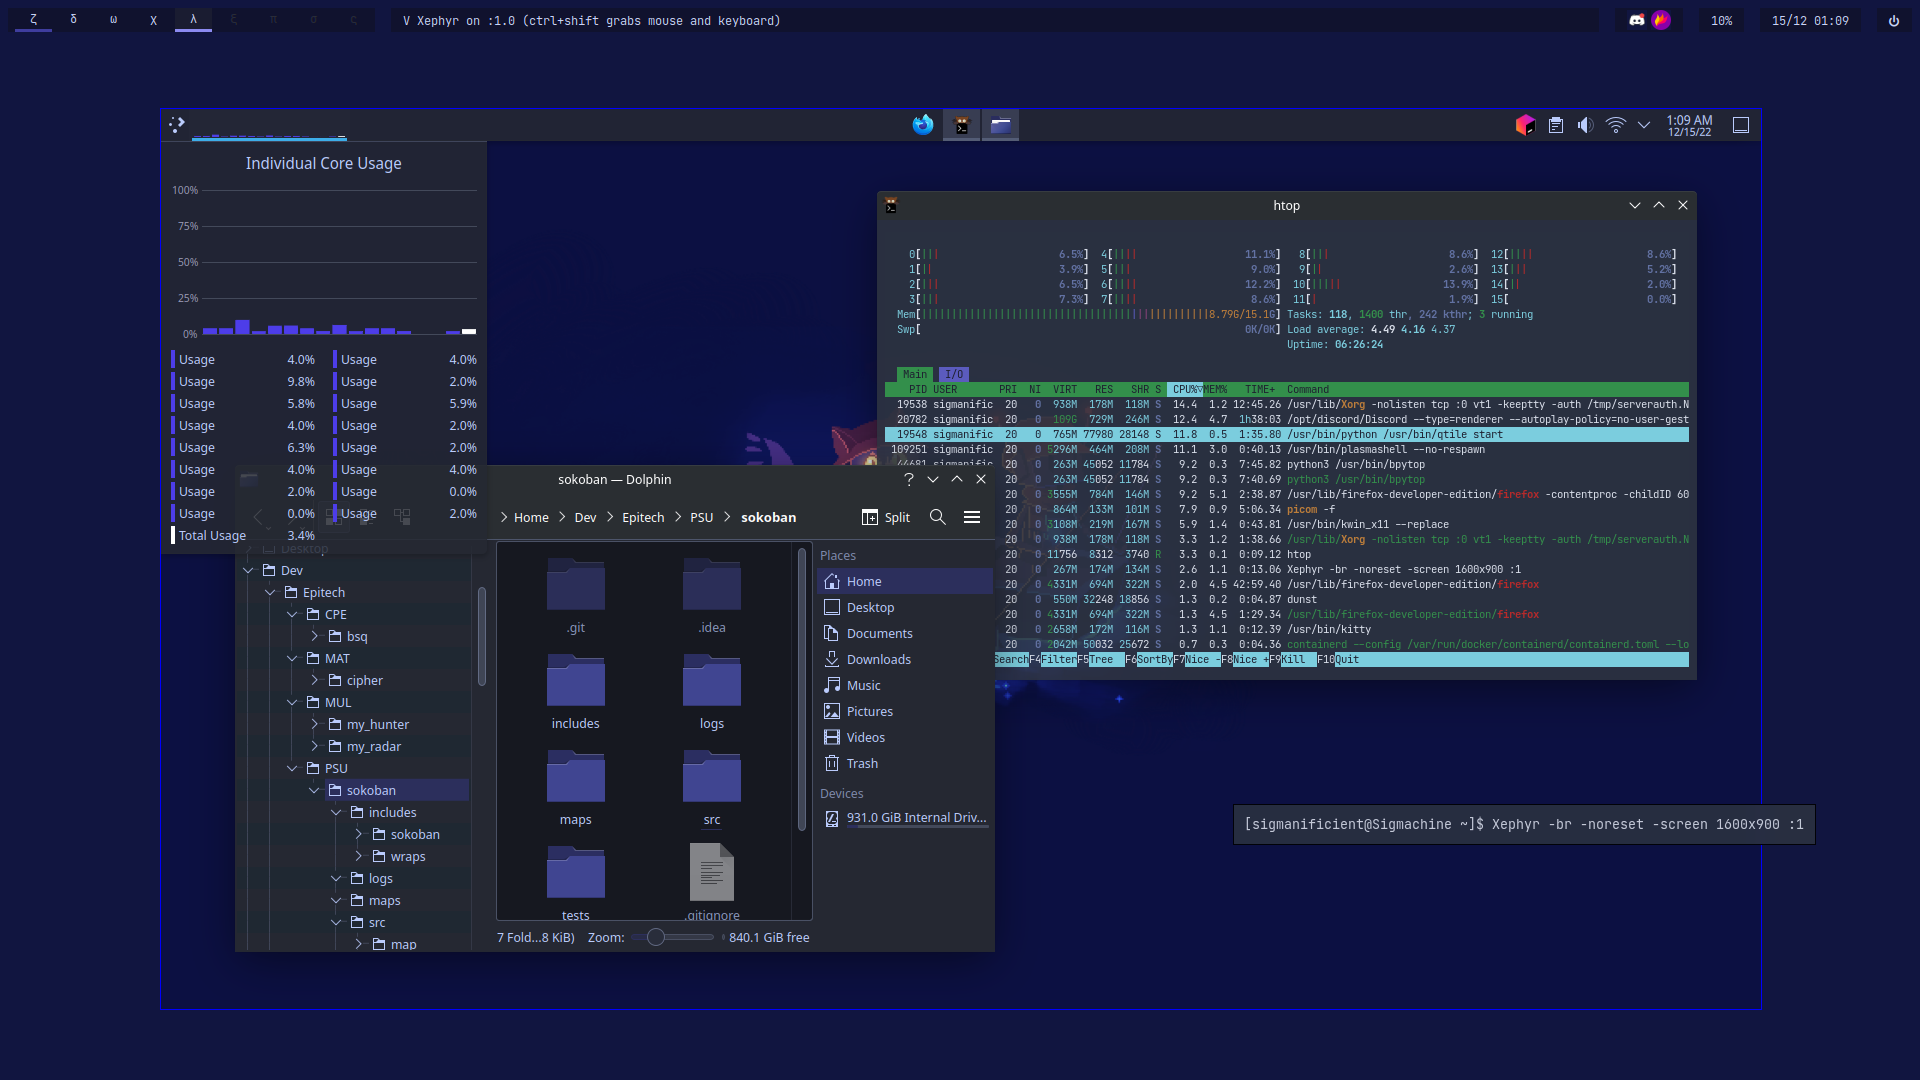 ζ δ ω χ λ ξ π σ ς
V Xephyr on :1.0 (ctrl+shift grabs mouse and keyboard)
10%
15/12 01:09
1:09 AM
12/15/22
Individual Core Usage
100%
75%
50%
25%
0%
Usage 4.0% Usage 4.0%
Usage 9.8% Usage 2.0%
Usage 5.8% Usage 5.9%
Usage 4.0% Usage 2.0%
Usage 6.3% Usage 2.0%
Usage 4.0% Usage 4.0%
Usage 2.0% Usage 0.0%
Usage 0.0% Usage 2.0%
Total Usage 3.4%
htop
0[||| 6.5%] 4[|||| 11.1%] 8[||| 8.6%] 12[|||| 8.6%]
1[|| 3.9%] 5[||| 9.0%] 9[|| 2.6%] 13[||| 5.2%]
2[||| 6.5%] 6[|||| 12.2%] 10[||||| 13.9%] 14[|| 2.0%]
3[||| 7.3%] 7[|||| 8.6%] 11[| 1.9%] 15[ 0.0%]
Mem[ 8.79G/15.1G] Tasks: 118, 1400 thr, 242 kthr; 3 running
Swp[ 0K/0K] Load average: 4.49 4.16 4.37
Uptime: 06:26:24
Main I/O
PID USER PRI NI VIRT RES SHR S CPU%▽MEM% TIME+ Command
19538 sigmanific 20 0 938M 178M 118M S 14.4 1.2 12:45.26 /usr/lib/Xorg -nolisten tcp :0 vt1 -keeptty -auth /tmp/serverauth.N
20782 sigmanific 20 0 109G 729M 246M S 12.4 4.7 1h38:03 /opt/discord/Discord --type=renderer --autoplay-policy=no-user-gest
19548 sigmanific 20 0 765M 77980 28148 S 11.8 0.5 1:35.80 /usr/bin/python /usr/bin/qtile start
109251 sigmanific 20 0 5296M 464M 208M S 11.1 3.0 0:40.13 /usr/bin/plasmashell --no-respawn
44681 sigmanific 20 0 263M 45052 11784 S 9.2 0.3 7:45.82 python3 /usr/bin/bpytop
20 0 263M 45052 11784 S 9.2 0.3 7:40.69 python3 /usr/bin/bpytop
20 0 3555M 784M 146M S 9.2 5.1 2:38.87 /usr/lib/firefox-developer-edition/firefox -contentproc -childID 60
20 0 864M 133M 101M S 7.9 0.9 5:06.34 picom -f
20 0 3108M 219M 167M S 5.9 1.4 0:43.81 /usr/bin/kwin_x11 --replace
20 0 938M 178M 118M S 3.3 1.2 1:38.66 /usr/lib/Xorg -nolisten tcp :0 vt1 -keeptty -auth /tmp/serverauth.N
20 0 11756 8312 3740 R 3.3 0.1 0:09.12 htop
20 0 267M 174M 134M S 2.6 1.1 0:13.06 Xephyr -br -noreset -screen 1600x900 :1
20 0 4331M 694M 322M S 2.0 4.5 42:59.40 /usr/lib/firefox-developer-edition/firefox
20 0 550M 32248 18856 S 1.3 0.2 0:04.87 dunst
20 0 4331M 694M 322M S 1.3 4.5 1:29.34 /usr/lib/firefox-developer-edition/firefox
20 0 2658M 172M 116M S 1.3 1.1 0:12.39 /usr/bin/kitty
20 0 2042M 50032 25672 S 0.7 0.3 0:04.36 containerd --config /var/run/docker/containerd/containerd.toml --lo
Search F4Filter F5Tree F6SortBy F7Nice - F8Nice + F9Kill F10Quit
sokoban — Dolphin
Home Dev Epitech PSU sokoban
Split
Desktop
Dev
Epitech
CPE
bsq
MAT
cipher
MUL
my_hunter
my_radar
PSU
sokoban
includes
sokoban
wraps
logs
maps
src
map
.git .idea
includes logs
maps src
tests .gitignore
7 Fold...8 KiB) Zoom: 840.1 GiB free
Places
Home
Desktop
Documents
Downloads
Music
Pictures
Videos
Trash
Devices
931.0 GiB Internal Driv...
[sigmanificient@Sigmachine ~]$ Xephyr -br -noreset -screen 1600x900 :1